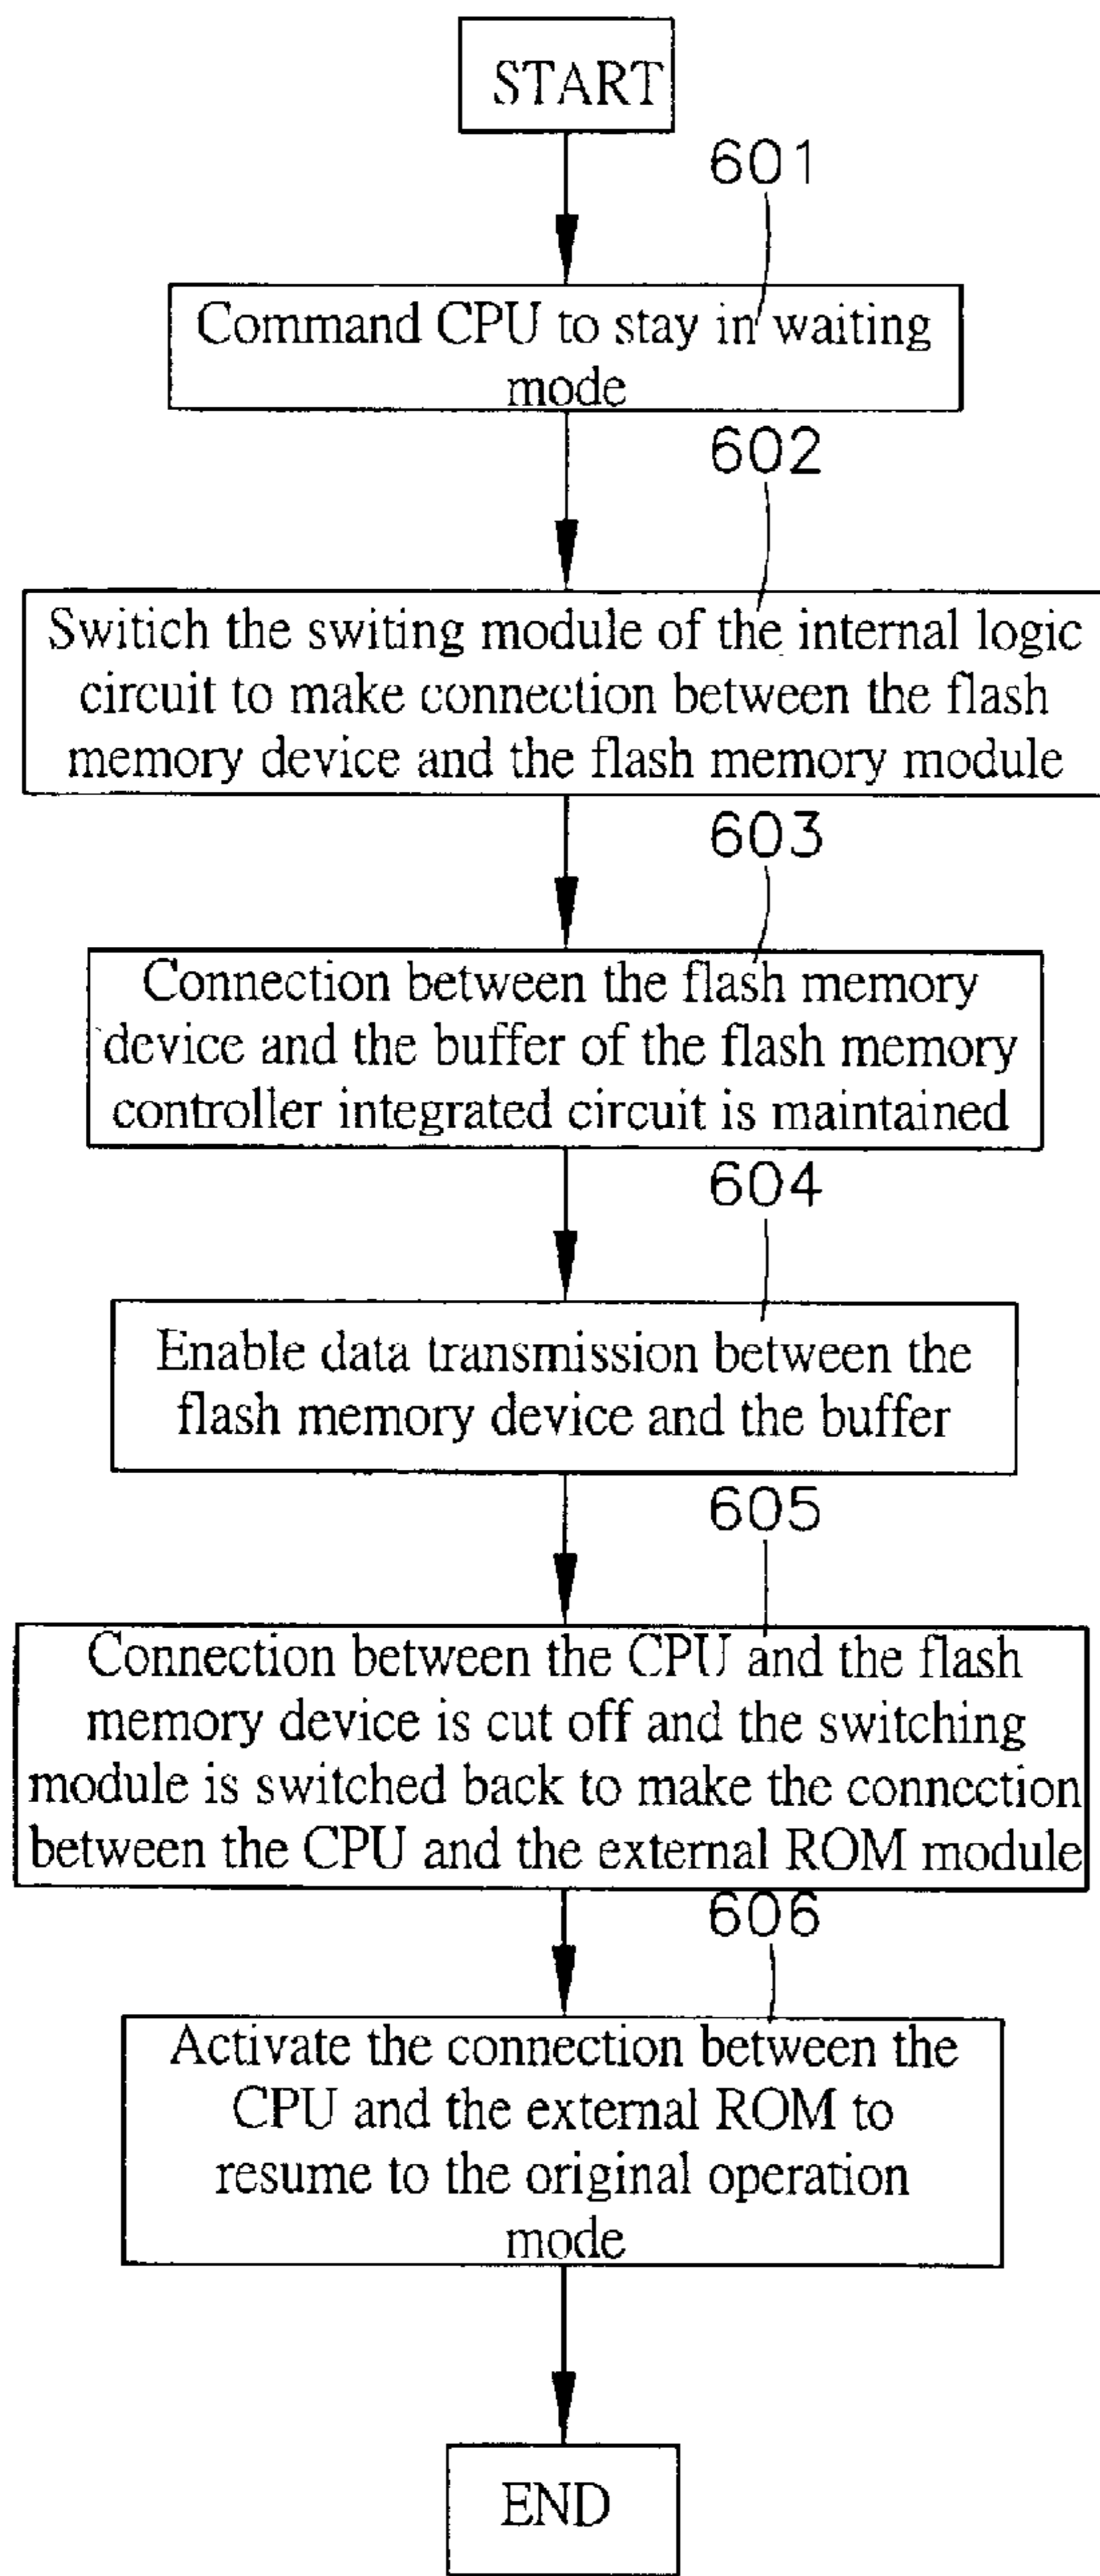 START
601
Command CPU to stay in waiting
mode
602
Switich the switing module of the internal logic
circuit to make connection between the flash
memory device and the flash memory module
603
Connection between the flash memory
device and the buffer of the flash memory
controller integrated circuit is maintained
604
Enable data transmission between the
flash memory device and the buffer
605
Connection between the CPU and the flash
memory device is cut off and the switching
module is switched back to make the connection
between the CPU and the external ROM module
606
Activate the connection between the
CPU and the external ROM to
resume to the original operation
mode
END